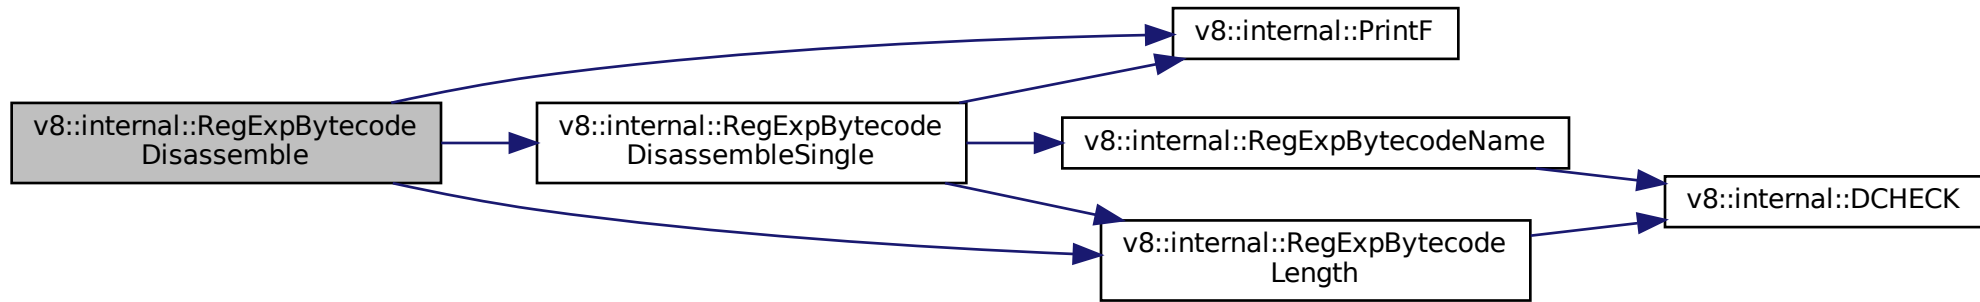 v8::internal::RegExpBytecode
Disassemble
v8::internal::RegExpBytecode
DisassembleSingle
v8::internal::PrintF
v8::internal::RegExpBytecodeName
v8::internal::RegExpBytecode
Length
v8::internal::DCHECK